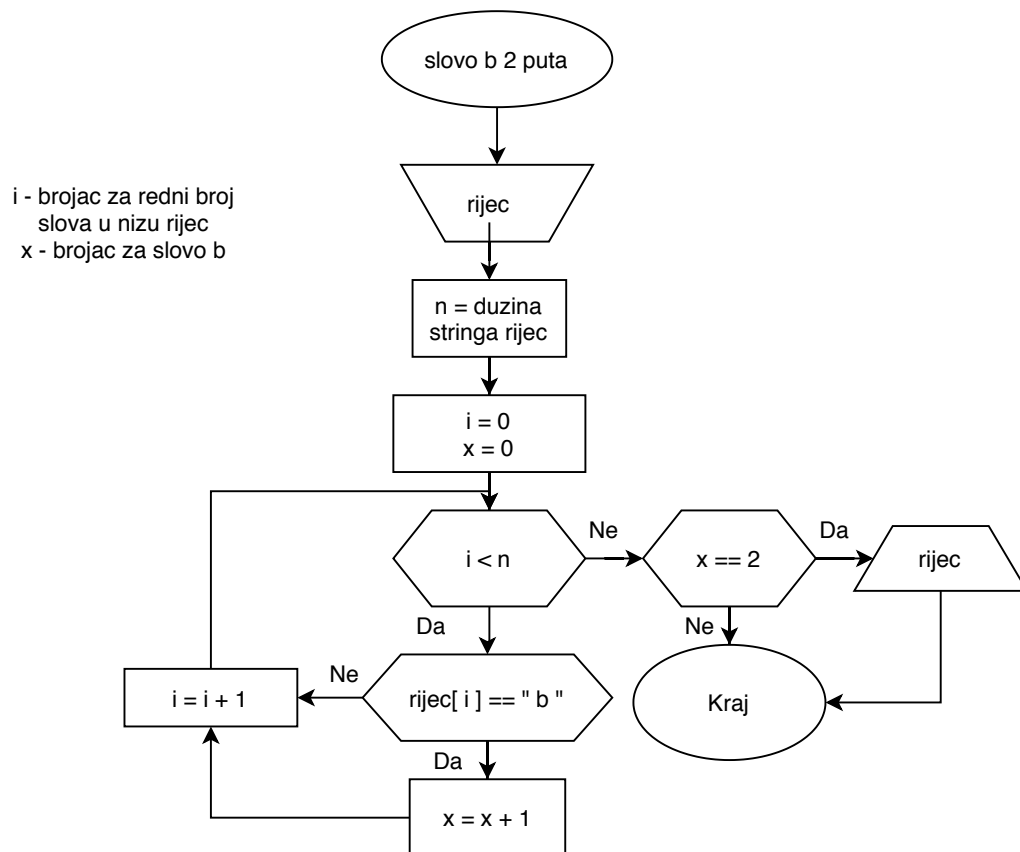 slovo b 2 puta
i - brojac za redni broj
slova u nizu rijec
x - brojac za slovo b
rijec
n = duzina
stringa rijec
i = 0
x = 0
i < n
Ne
x == 2
Da
rijec
Da
Ne
i = i + 1
Ne
rijec[ i ] == " b "
Kraj
Da
x = x + 1